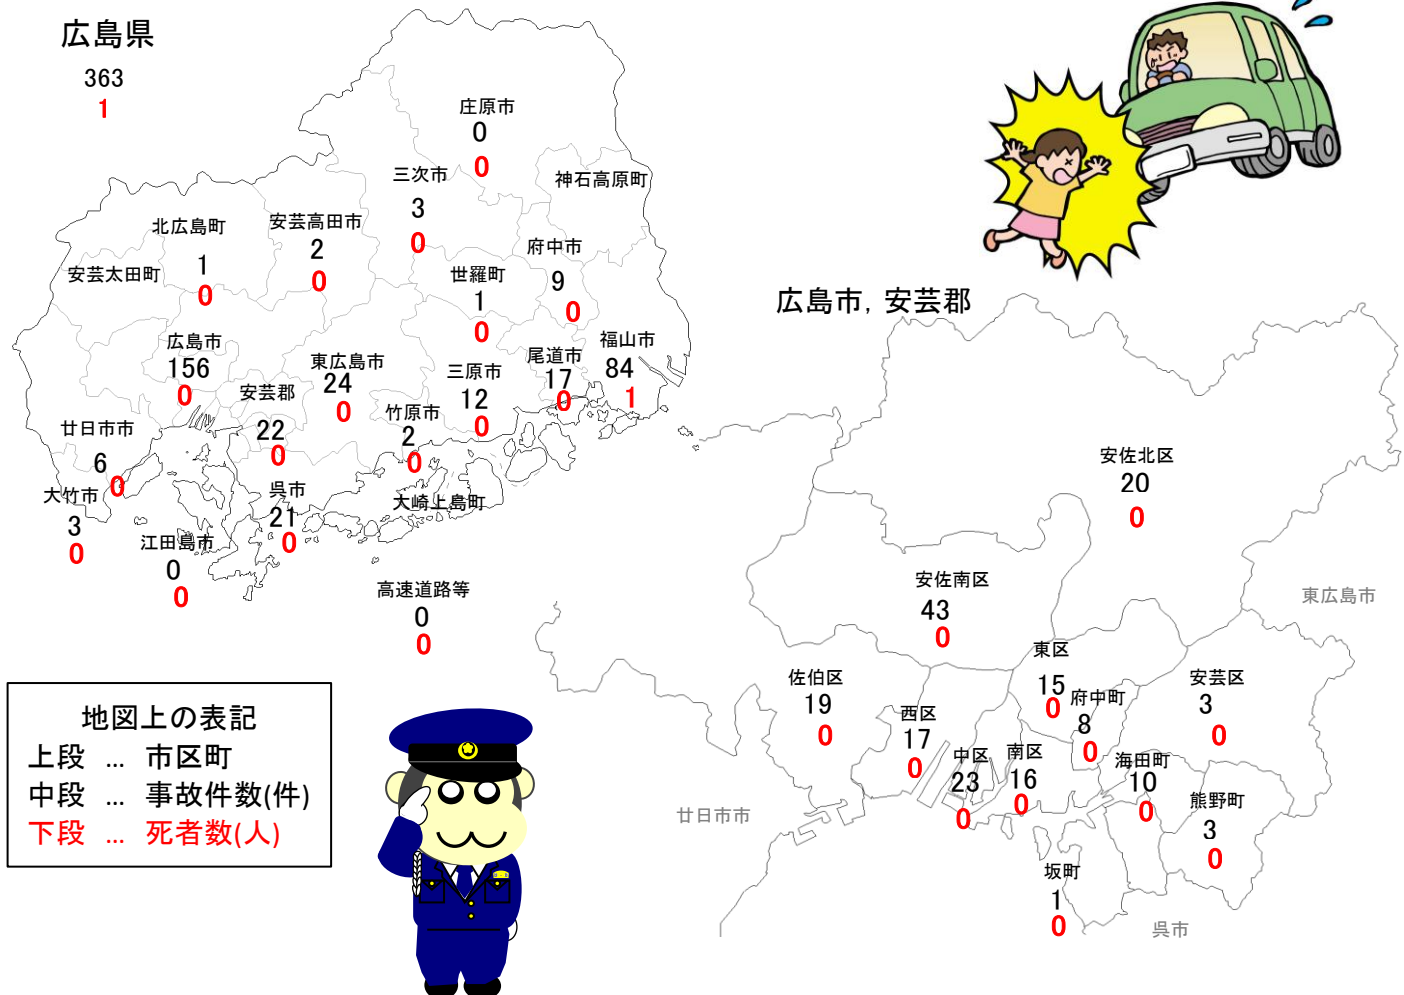 広島県
363
1
庄原市
0
0
三次市
3
0
神石高原町
北広島町
1
0
安芸高田市
2
0
安芸太田町
世羅町
1
0
府中市
9
0
広島市
156
0
安芸郡
22
0
東広島市
24
0
竹原市
2
0
三原市
12
0
尾道市
17
0
福山市
84
1
廿日市市
6
0
大竹市
3
0
江田島市
0
0
呉市
21
0
大崎上島町
高速道路等
0
0
地図上の表記
上段 … 市区町
中段 … 事故件数(件)
下段 … 死者数(人)
広島市, 安芸郡
安佐北区
20
0
安佐南区
43
0
東広島市
佐伯区
19
0
西区
17
0
中区
23
0
南区
16
0
東区
15
0
府中町
8
0
安芸区
3
0
海田町
10
0
熊野町
3
0
坂町
1
0
廿日市市
呉市